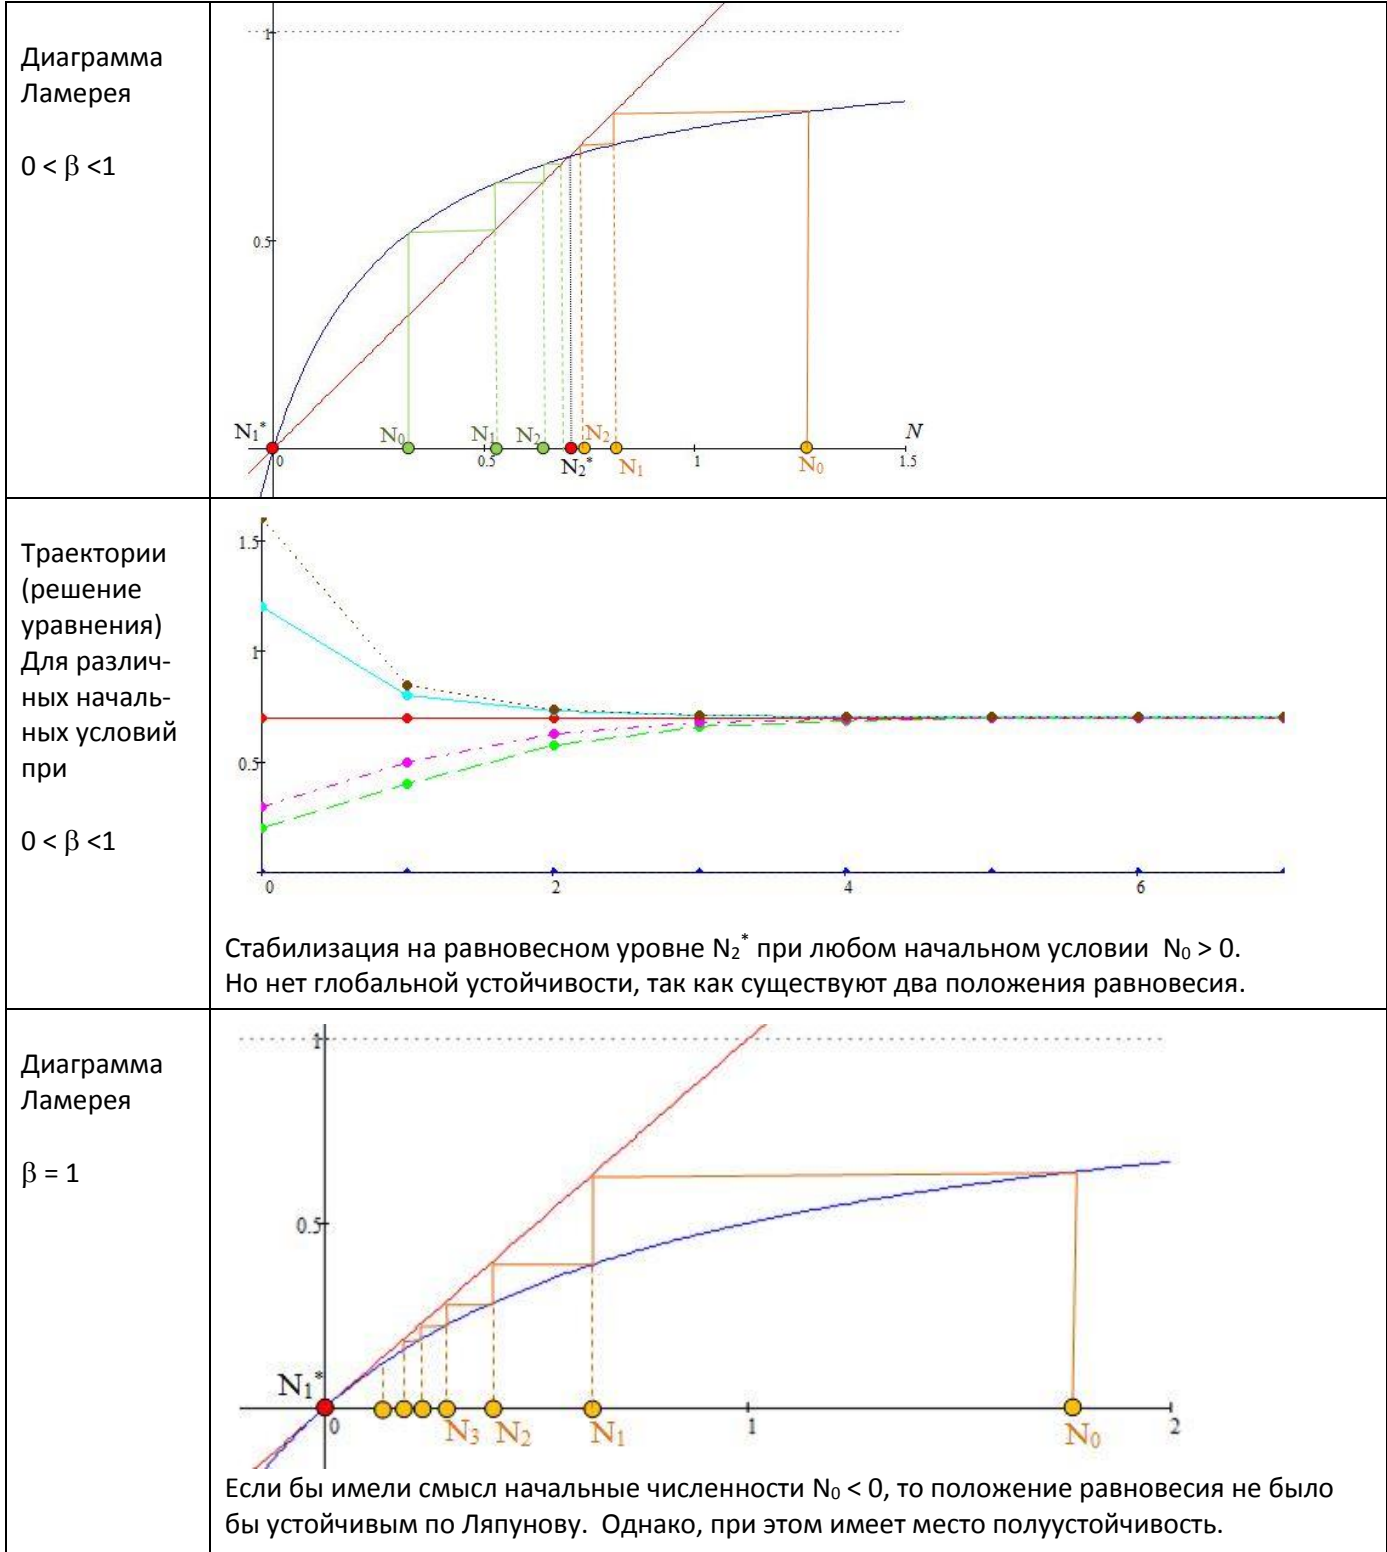 Диаграмма
Ламерея
0 < β <1
1
0.5
N₁*
0
N₀
N₁
0.5
N₂
N₂*
N₂
N₁
1
N₀
N
1.5
Траектории
(решение
уравнения)
Для различ-
ных началь-
ных условий
при
0 < β <1
1.5
1
0.5
0
2
4
6
Стабилизация на равновесном уровне N₂* при любом начальном условии N₀ > 0.
Но нет глобальной устойчивости, так как существуют два положения равновесия.
Диаграмма
Ламерея
β = 1
1
0.5
N₁*
0
N₃
N₂
N₁
1
N₀
2
Если бы имели смысл начальные численности N₀ < 0, то положение равновесия не было
бы устойчивым по Ляпунову. Однако, при этом имеет место полуустойчивость.